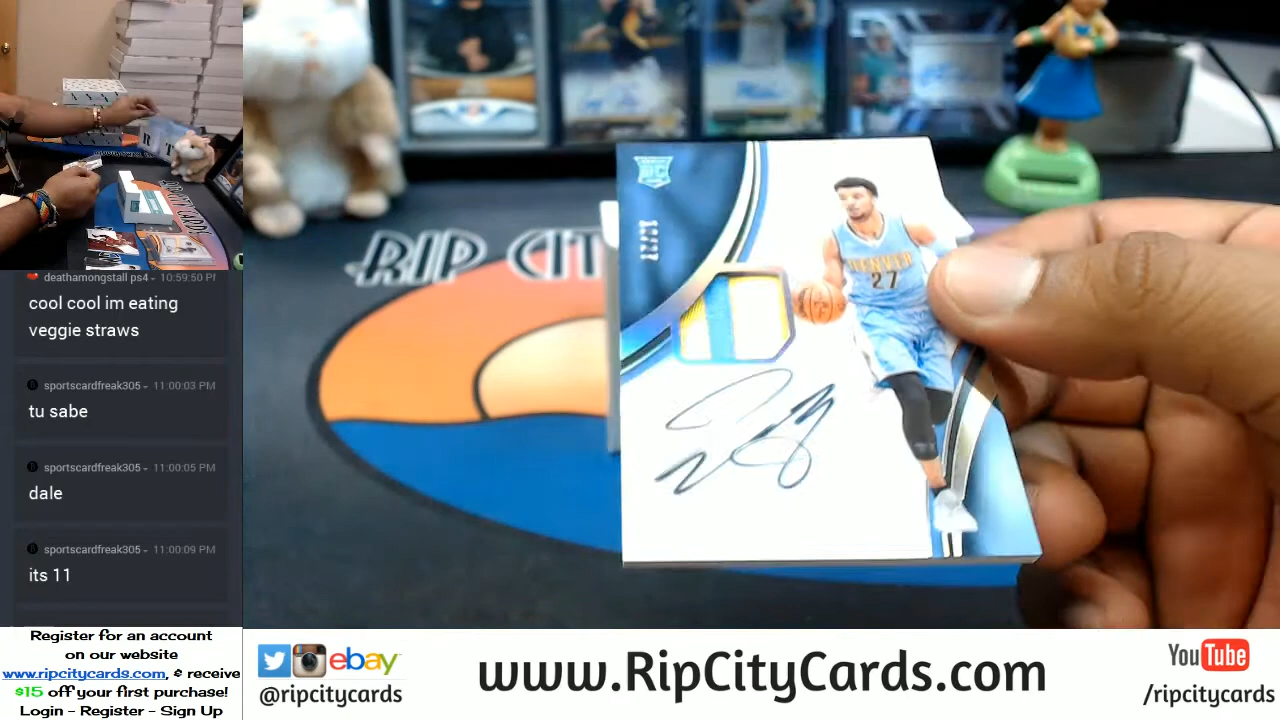 deathamongstall ps4 - 10:59:50 P
cool cool im eating
veggie straws
sportscardfreak305 - 11:00:03 PM
tu sabe
sportscardfreak305 - 11:00:05 PM
dale
sportscardfreak305 - 11:00:09 PM
its 11
Register for an account
on our website
www.ripcitycards.com, & receive
$15 off your first purchase!
Login - Register - Sign Up
RIP CIT
RC
DENVER
27
ebay
@ripcitycards
www.RipCityCards.com
YouTube
/ripcitycards